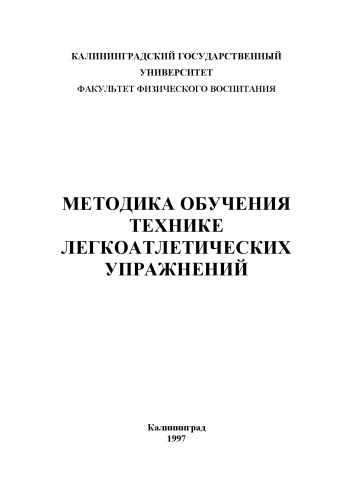 КАЛИНИНГРАДСКИЙ ГОСУДАРСТВЕННЫЙ
УНИВЕРСИТЕТ
ФАКУЛЬТЕТ ФИЗИЧЕСКОГО ВОСПИТАНИЯ
МЕТОДИКА ОБУЧЕНИЯ
ТЕХНИКЕ
ЛЕГКОАТЛЕТИЧЕСКИХ
УПРАЖНЕНИЙ
Калининград
1997